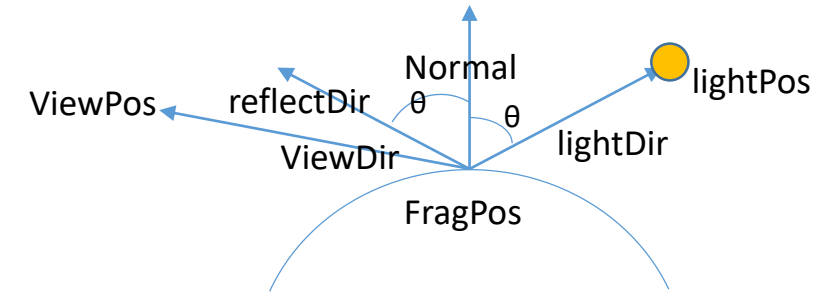 Normal
lightPos
ViewPos
reflectDir
θ
θ
lightDir
ViewDir
FragPos